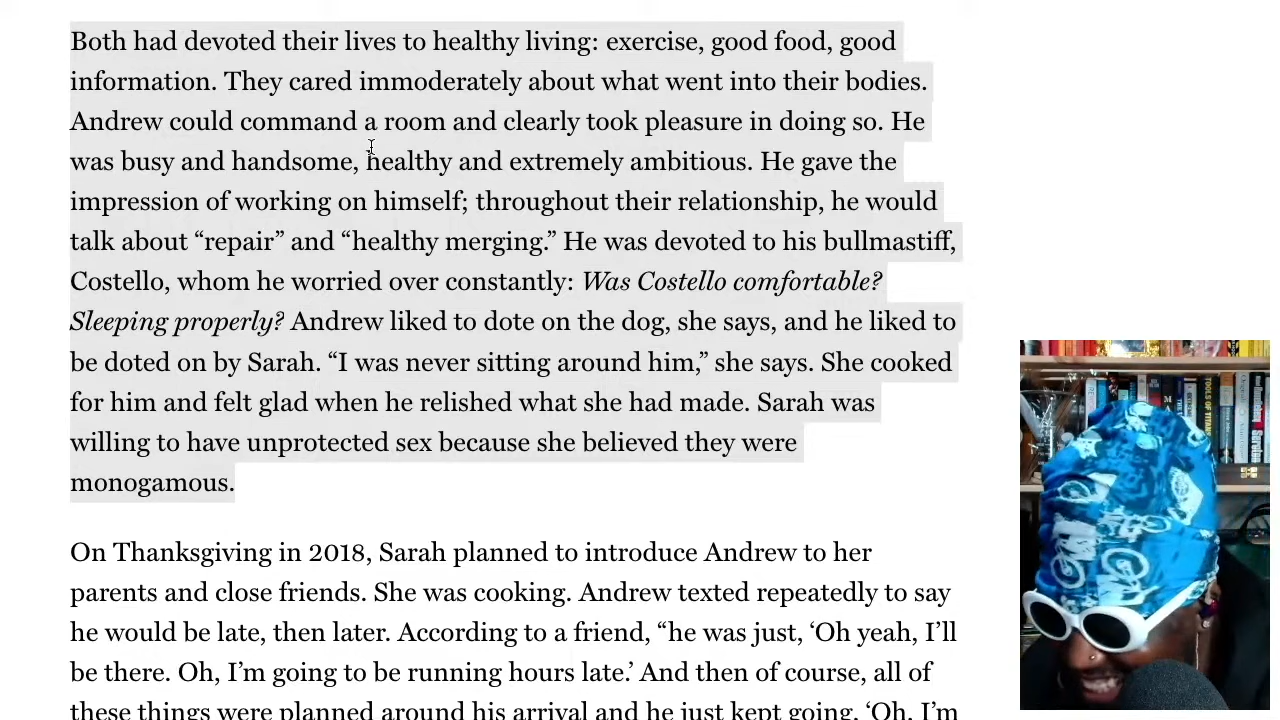 Both had devoted their lives to healthy living: exercise, good food, good
information. They cared immoderately about what went into their bodies.
Andrew could command a room and clearly took pleasure in doing so. He
was busy and handsome, healthy and extremely ambitious. He gave the
impression of working on himself; throughout their relationship, he would
talk about “repair” and “healthy merging.” He was devoted to his bullmastiff,
Costello, whom he worried over constantly: Was Costello comfortable?
Sleeping properly? Andrew liked to dote on the dog, she says, and he liked to
be doted on by Sarah. “I was never sitting around him,” she says. She cooked
for him and felt glad when he relished what she had made. Sarah was
willing to have unprotected sex because she believed they were
monogamous.
On Thanksgiving in 2018, Sarah planned to introduce Andrew to her
parents and close friends. She was cooking. Andrew texted repeatedly to say
he would be late, then later. According to a friend, “he was just, ‘Oh yeah, I’ll
be there. Oh, I’m going to be running hours late.’ And then of course, all of
these things were planned around his arrival and he just kept going, ‘Oh, I’m
TOOLS OF TITANS